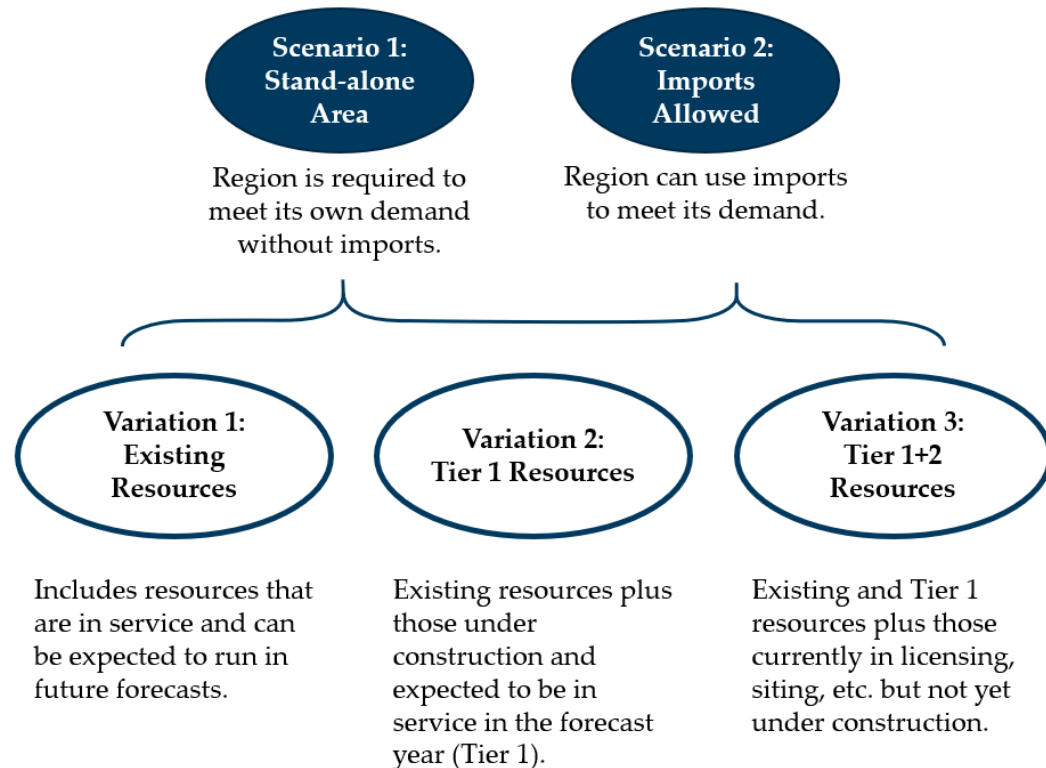 Scenario 1:
Stand-alone
Area
Scenario 2:
Imports
Allowed
Region is required to
meet its own demand
without imports.
Region can use imports
to meet its demand.
Variation 1:
Existing
Resources
Variation 2:
Tier 1 Resources
Variation 3:
Tier 1+2
Resources
Includes resources that
are in service and can
be expected to run in
future forecasts.
Existing resources plus
those under
construction and
expected to be in
service in the forecast
year (Tier 1).
Existing and Tier 1
resources plus those
currently in licensing,
siting, etc. but not yet
under construction.